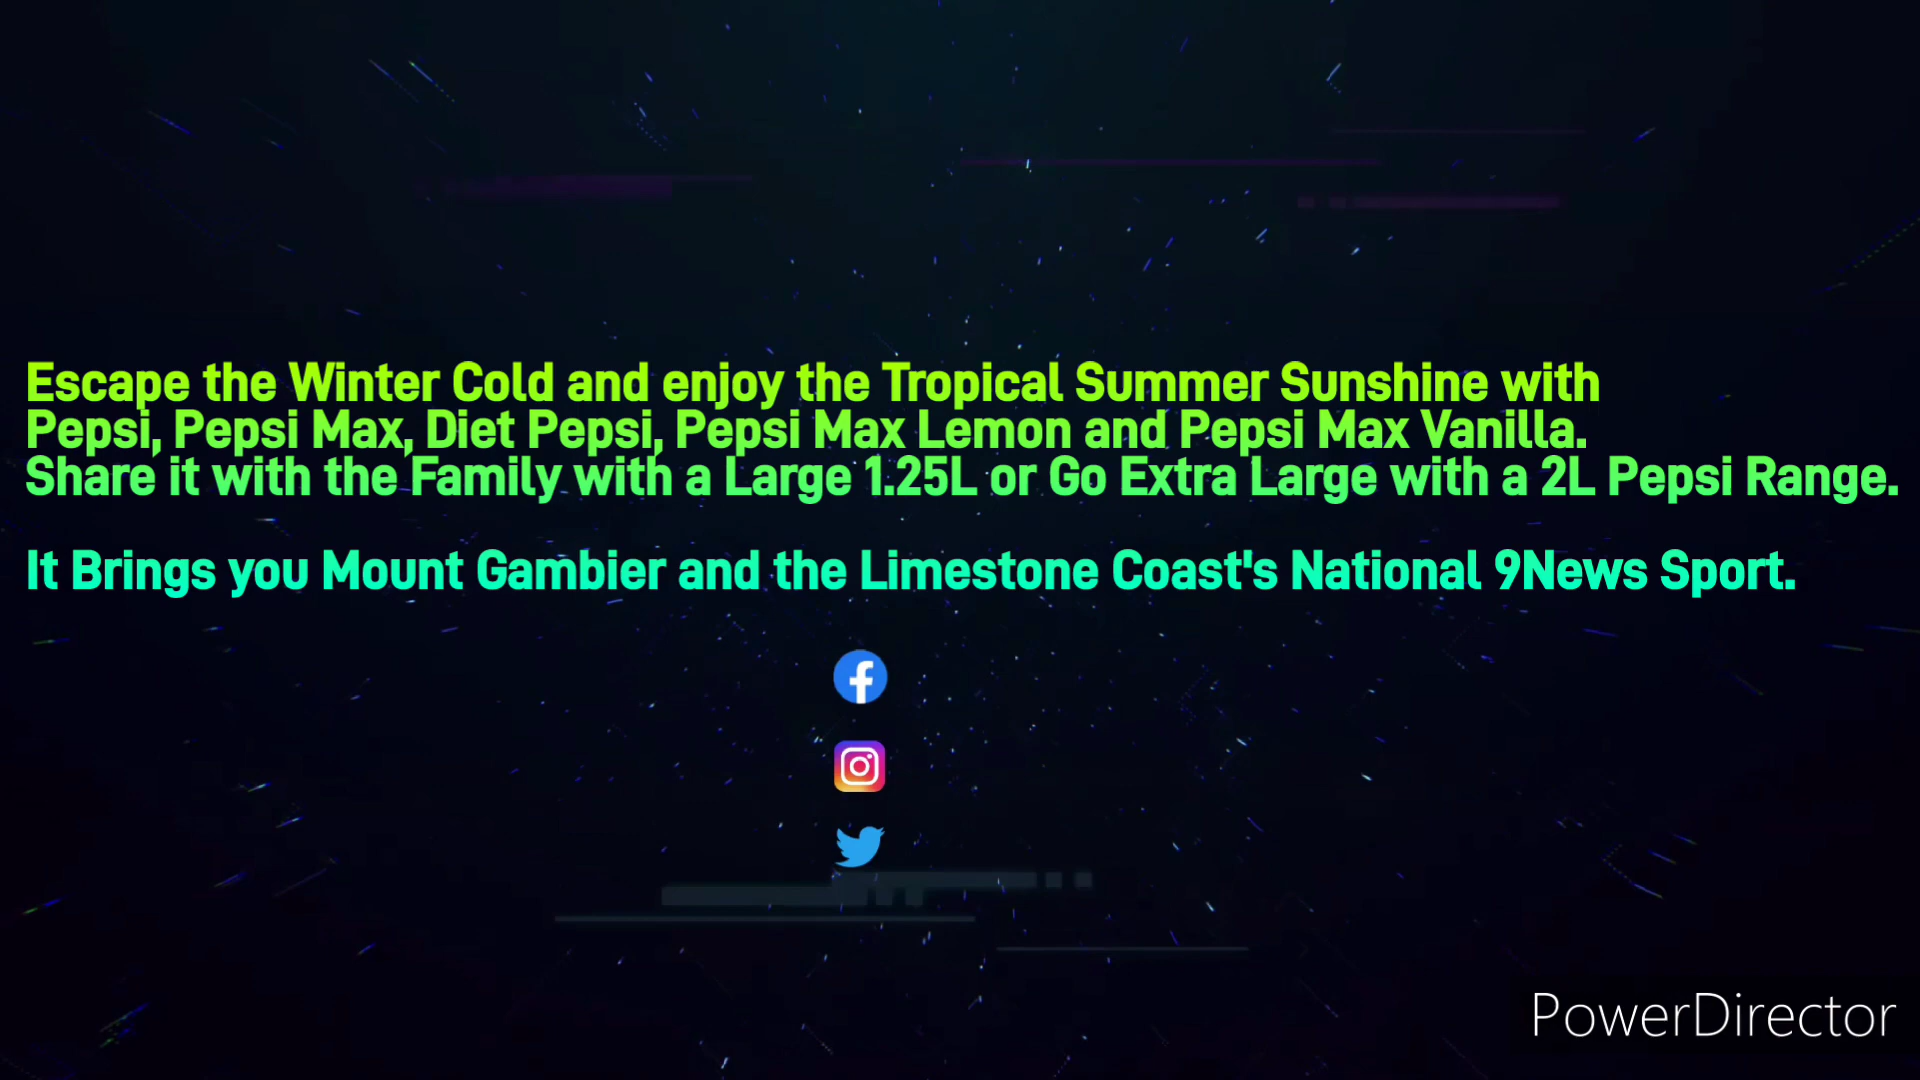 Escape the Winter Cold and enjoy the Tropical Summer Sunshine with
Pepsi, Pepsi Max, Diet Pepsi, Pepsi Max Lemon and Pepsi Max Vanilla.
Share it with the Family with a Large 1.25L or Go Extra Large with a 2L Pepsi Range.
It Brings you Mount Gambier and the Limestone Coast's National 9News Sport.
PowerDirector